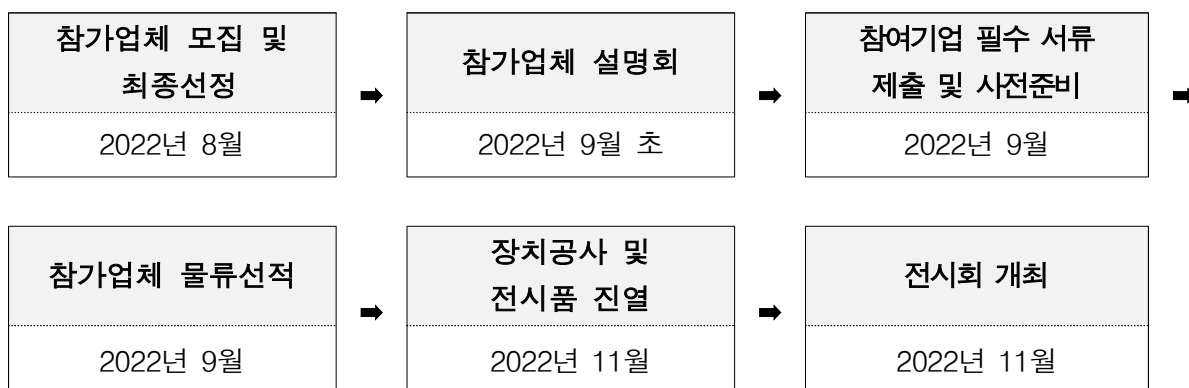 참가업체 모집 및
최종선정
➡
2022년 8월
참가업체 설명회
➡
2022년 9월 초
참여기업 필수 서류
제출 및 사전준비
➡
2022년 9월
참가업체 물류선적
➡
2022년 9월
장치공사 및
전시품 진열
➡
2022년 11월
전시회 개최
2022년 11월